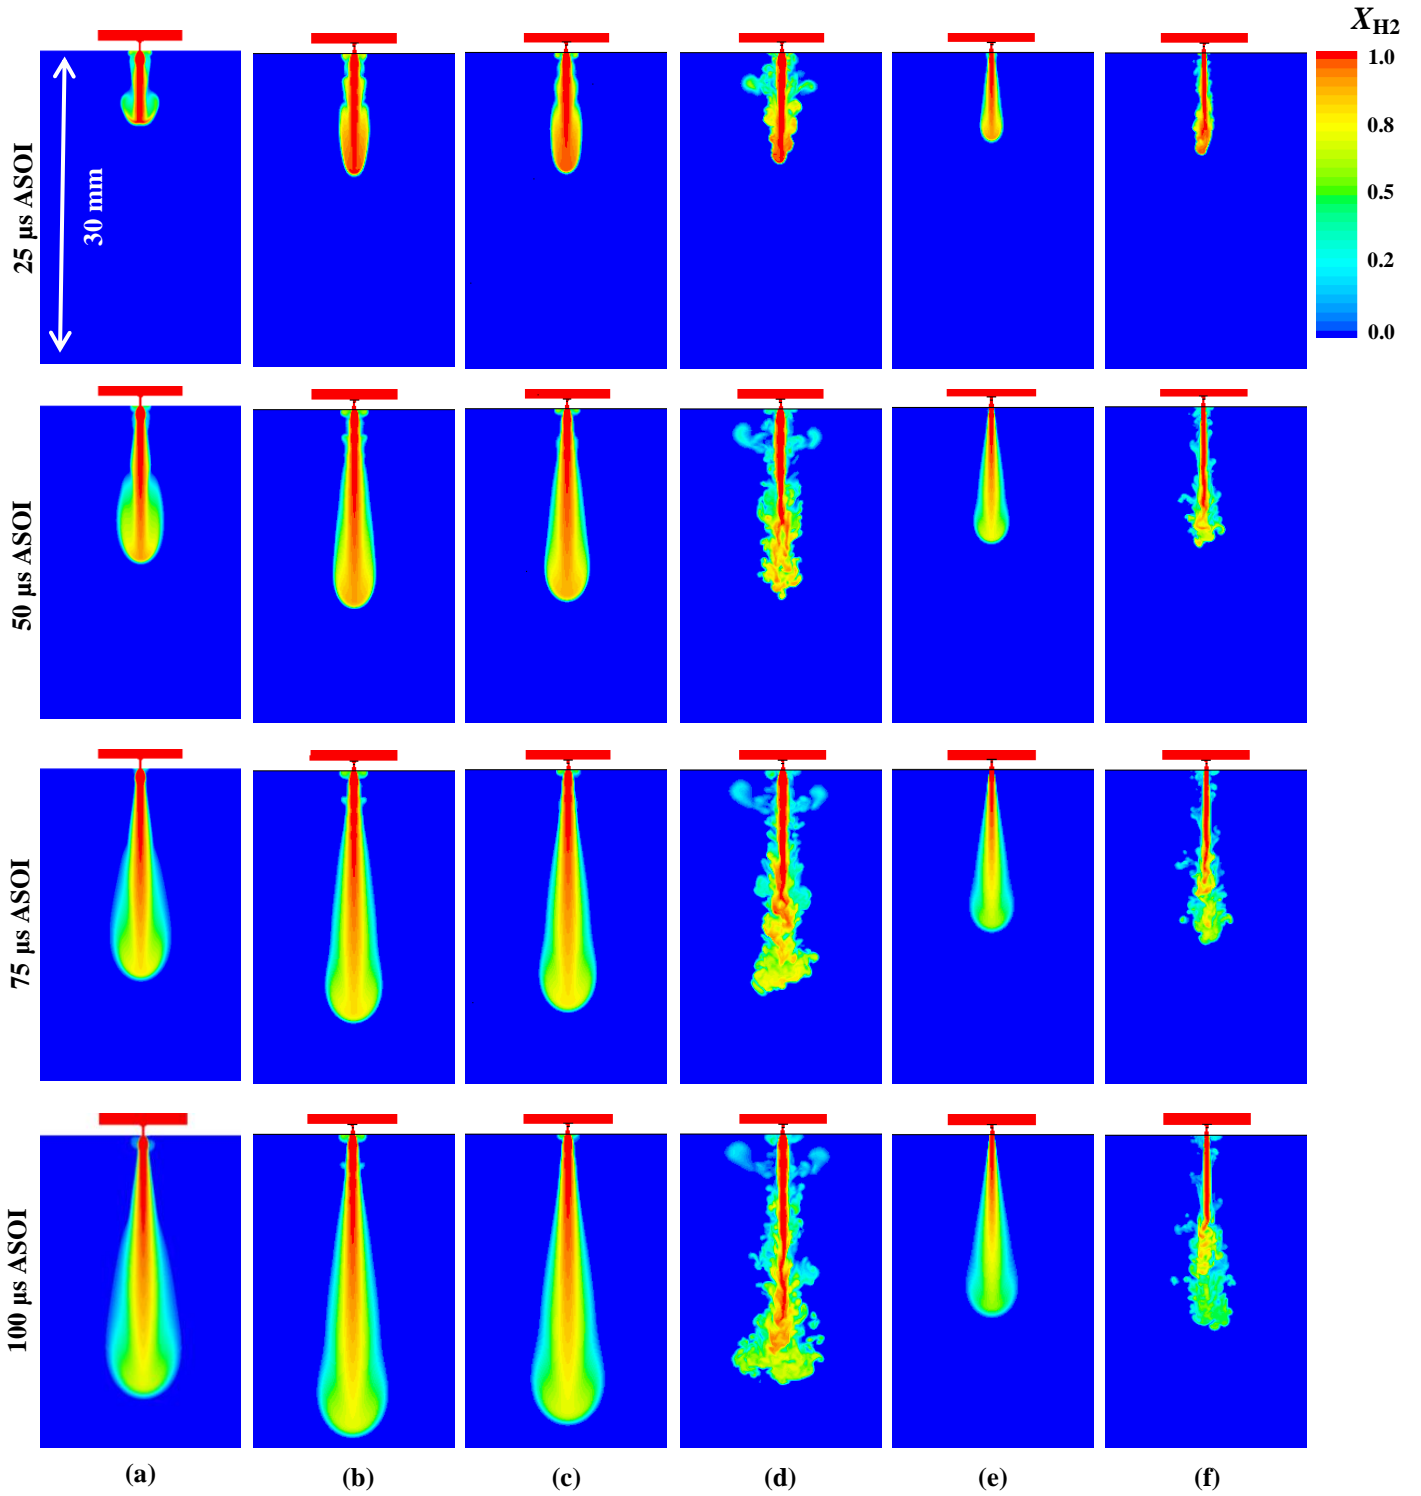 X_H2
1.0
0.8
0.5
0.2
0.0
25 μs ASOI
30 mm
50 μs ASOI
75 μs ASOI
100 μs ASOI
(a) (b) (c) (d) (e) (f)